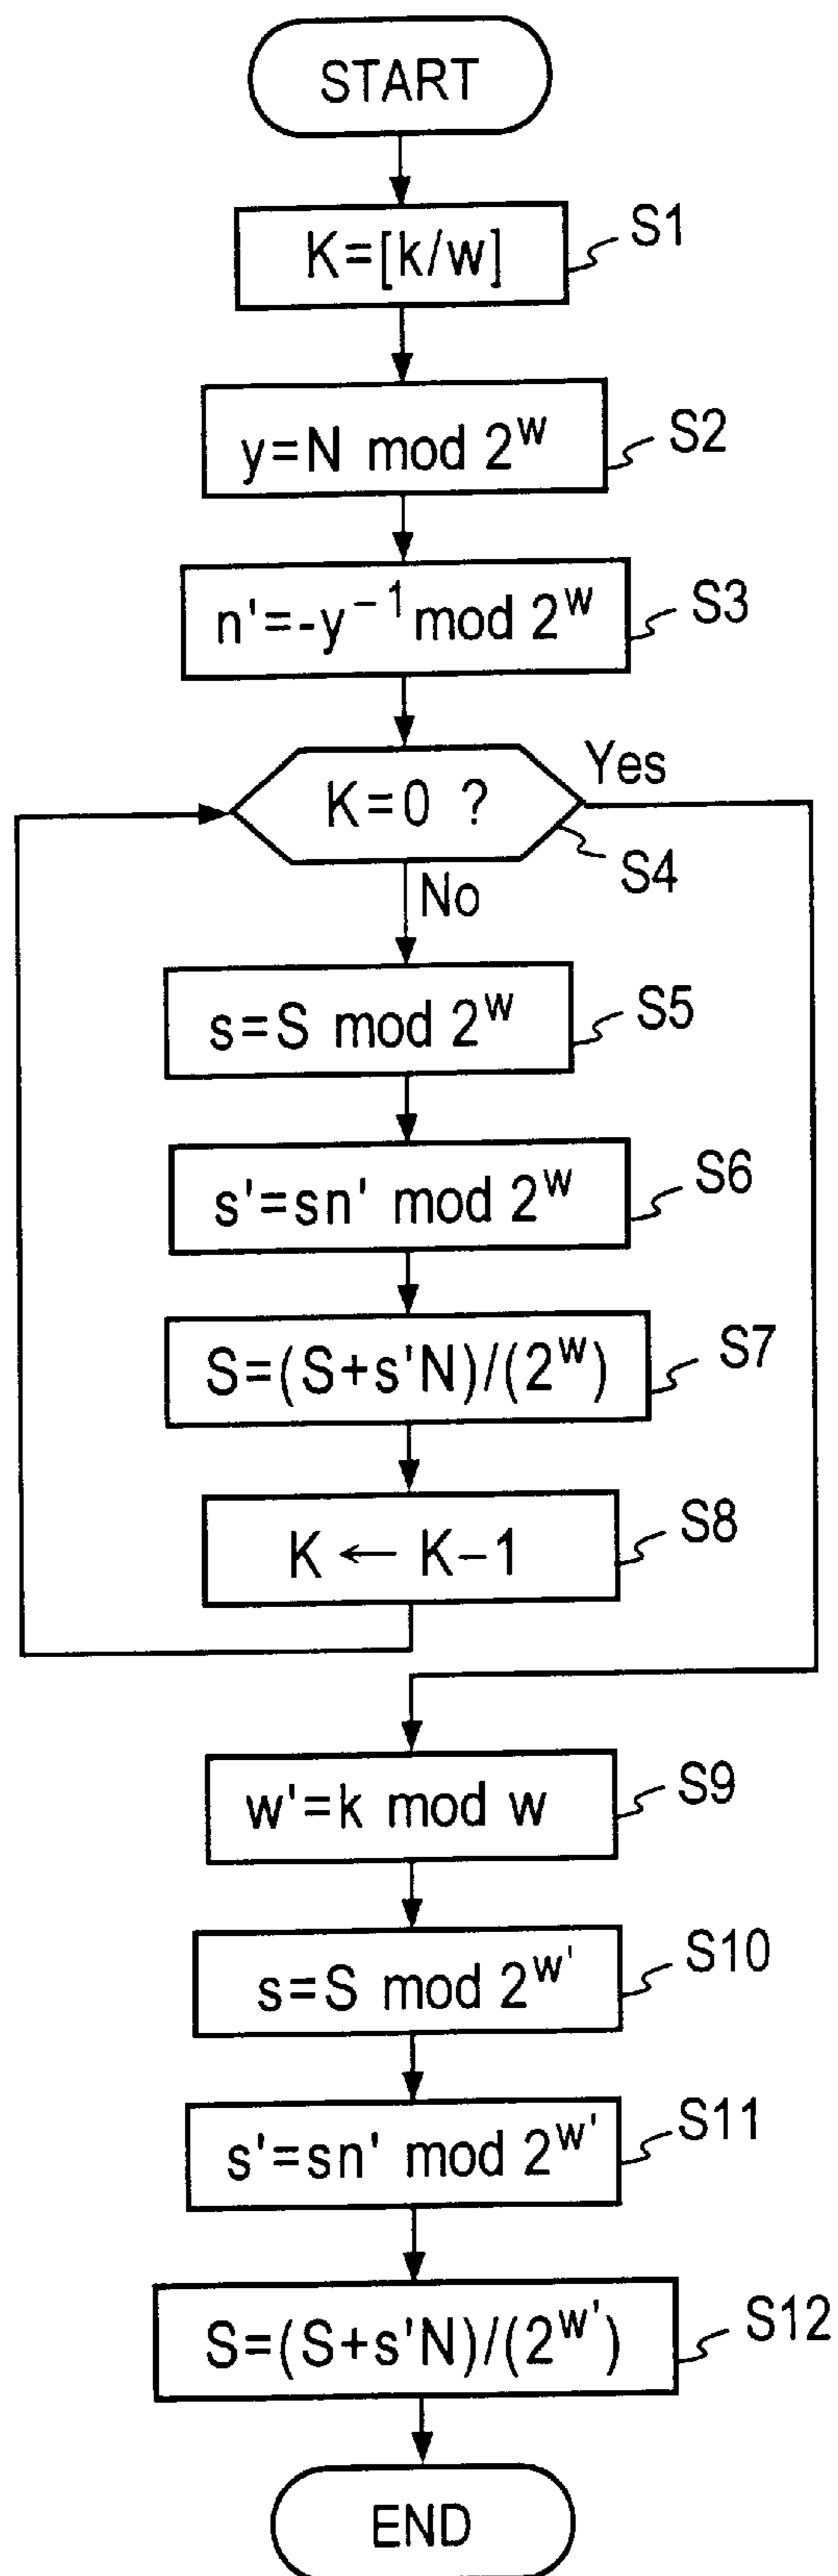 START
K=[k/w]
S1
y=N mod 2^w
S2
n'=-y^-1 mod 2^w
S3
K=0 ?
Yes
S4
No
s=S mod 2^w
S5
s'=sn' mod 2^w
S6
S=(S+s'N)/(2^w)
S7
K ← K-1
S8
w'=k mod w
S9
s=S mod 2^w'
S10
s'=sn' mod 2^w'
S11
S=(S+s'N)/(2^w')
S12
END